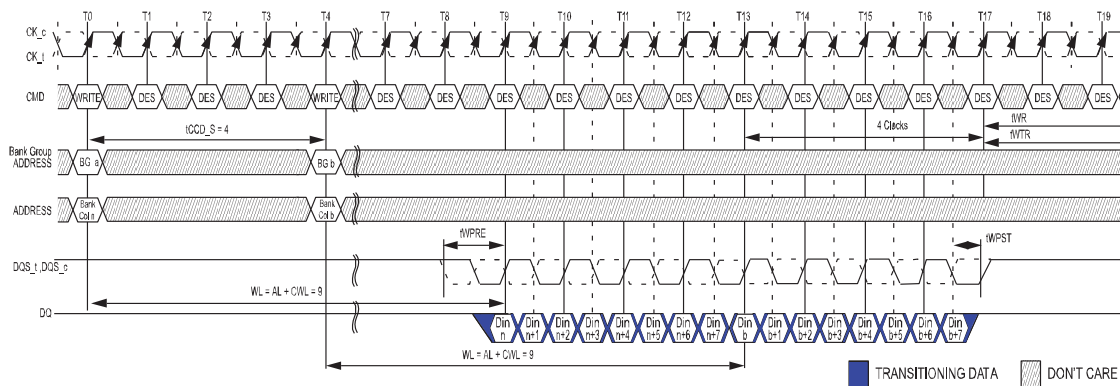 T0 T1 T2 T3 T4 T7 T8 T9 T10 T11 T12 T13 T14 T15 T16 T17 T18 T19
CK_c
CK_t
CMD WRITE DES DES DES WRITE DES DES DES DES DES DES DES DES DES DES DES DES DES
tCCD_S = 4
4 Clocks
tWR
tWTR
Bank Group
ADDRESS
BG a
BG b
ADDRESS
Bank
Col n
Bank
Col b
tWPRE
tWPST
DQS_t ,DQS_c
WL = AL + CWL = 9
DQ
Din n Din n+1 Din n+2 Din n+3 Din n+4 Din n+5 Din n+6 Din n+7 Din b Din b+1 Din b+2 Din b+3 Din b+4 Din b+5 Din b+6 Din b+7
WL = AL + CWL = 9
TRANSITIONING DATA
DON'T CARE